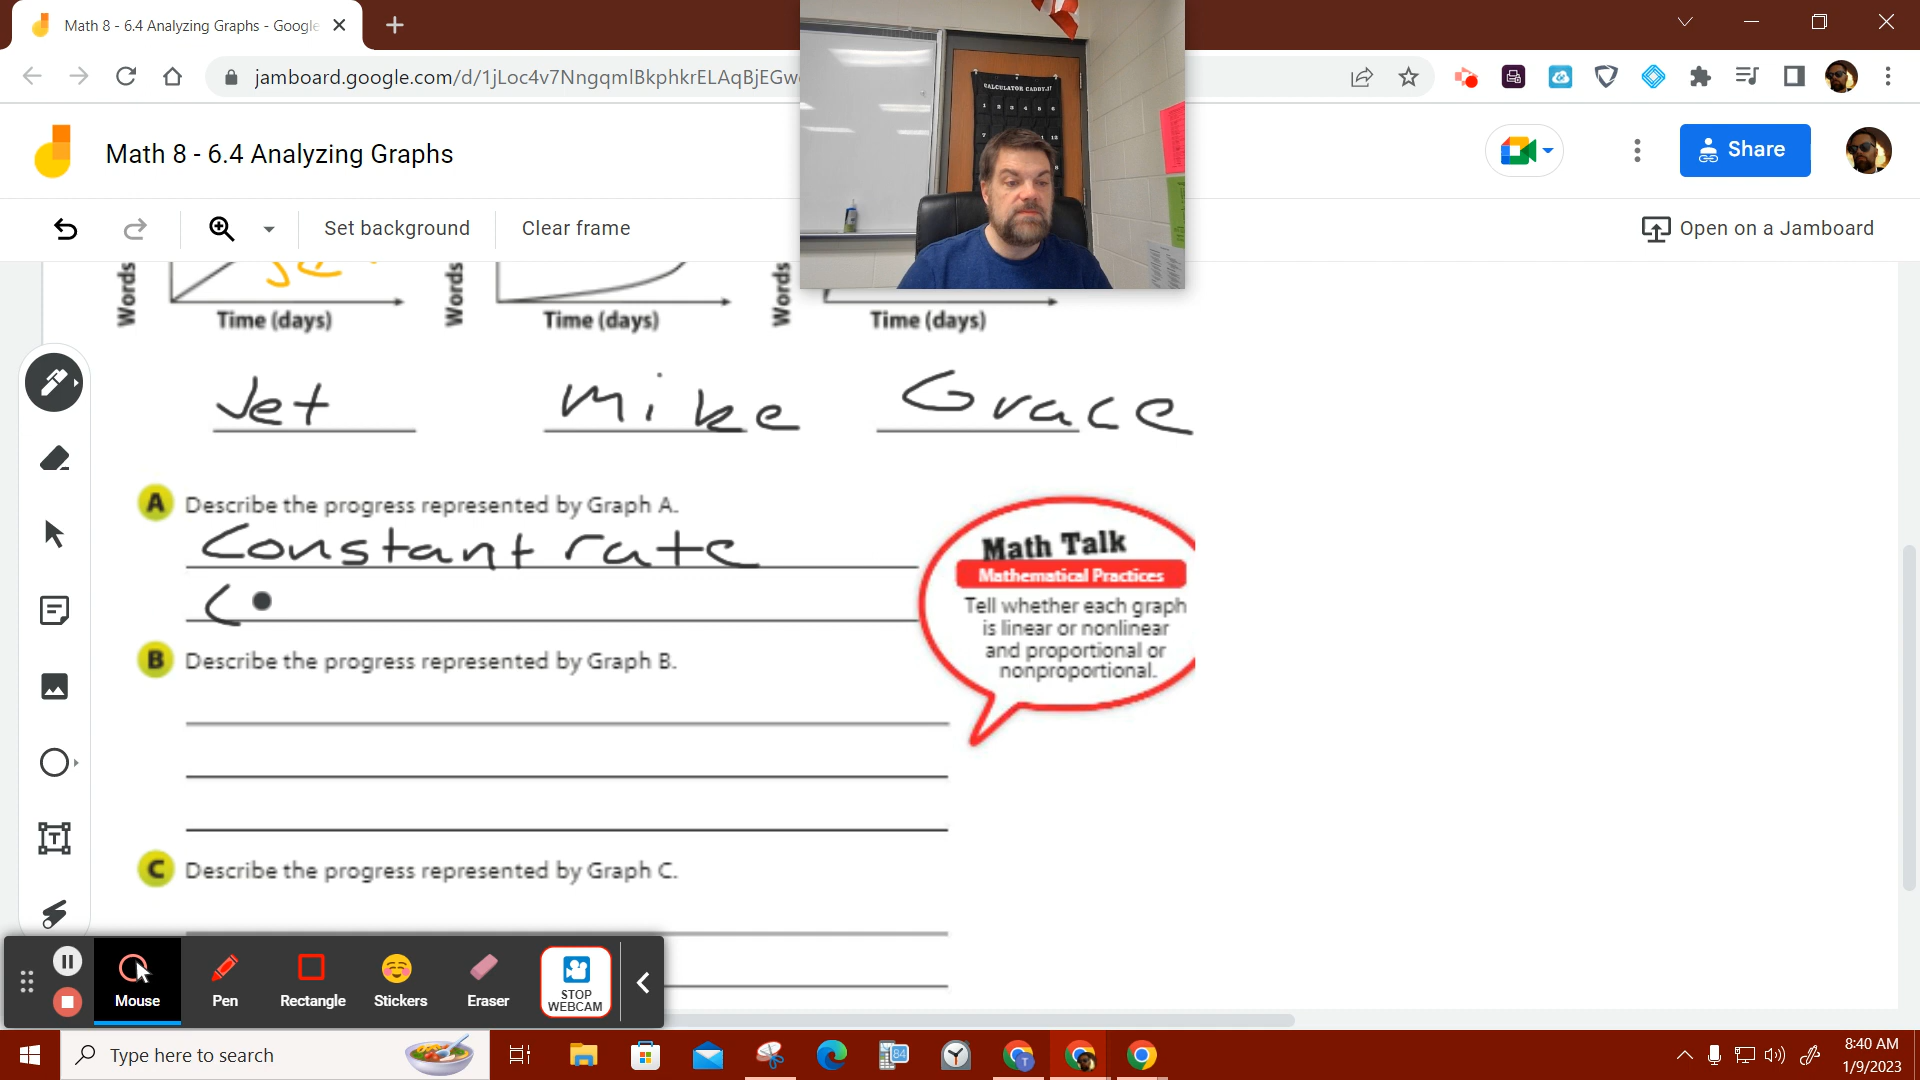 Math 8 - 6.4 Analyzing Graphs - Google
jamboard.google.com/d/1jLoc4v7NngqmlBkphkrELAqBjEGw
CALCULATOR CADDY
Math 8 - 6.4 Analyzing Graphs
Share
Set background
Clear frame
Open on a Jamboard
Words
Words
Words
Time (days)
Time (days)
Time (days)
Jet
Mike
Grace
A Describe the progress represented by Graph A.
Constant rate
(
B Describe the progress represented by Graph B.
C Describe the progress represented by Graph C.
Math Talk
Mathematical Practices
Tell whether each graph
is linear or nonlinear
and proportional or
nonproportional.
Mouse
Pen
Rectangle
Stickers
Eraser
STOP
WEBCAM
Type here to search
84
8:40 AM
1/9/2023